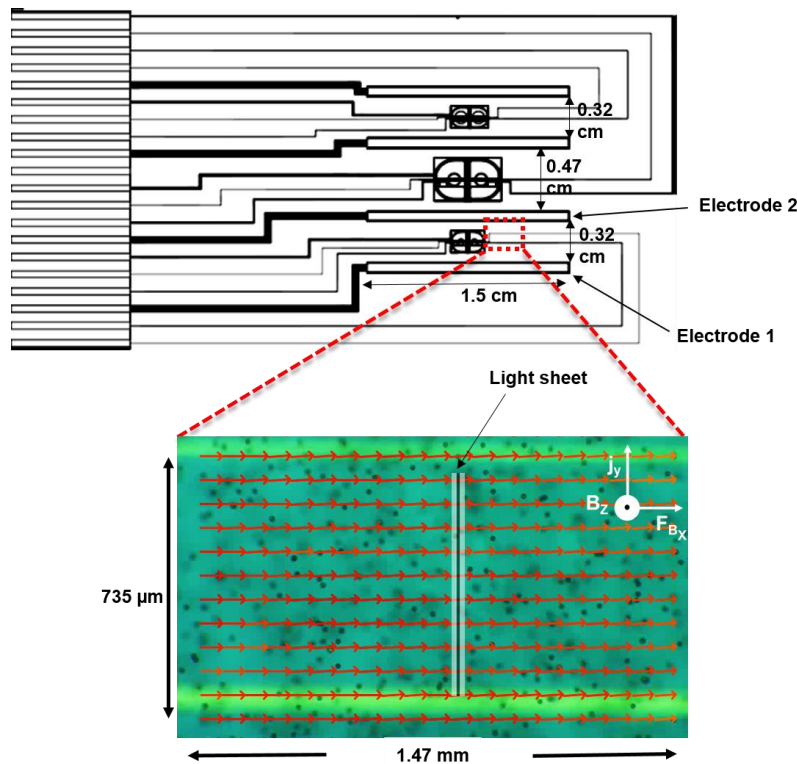 0.32
cm
0.47
cm
Electrode 2
0.32
cm
1.5 cm
Electrode 1
Light sheet
jy
BZ
FBX
735 µm
1.47 mm